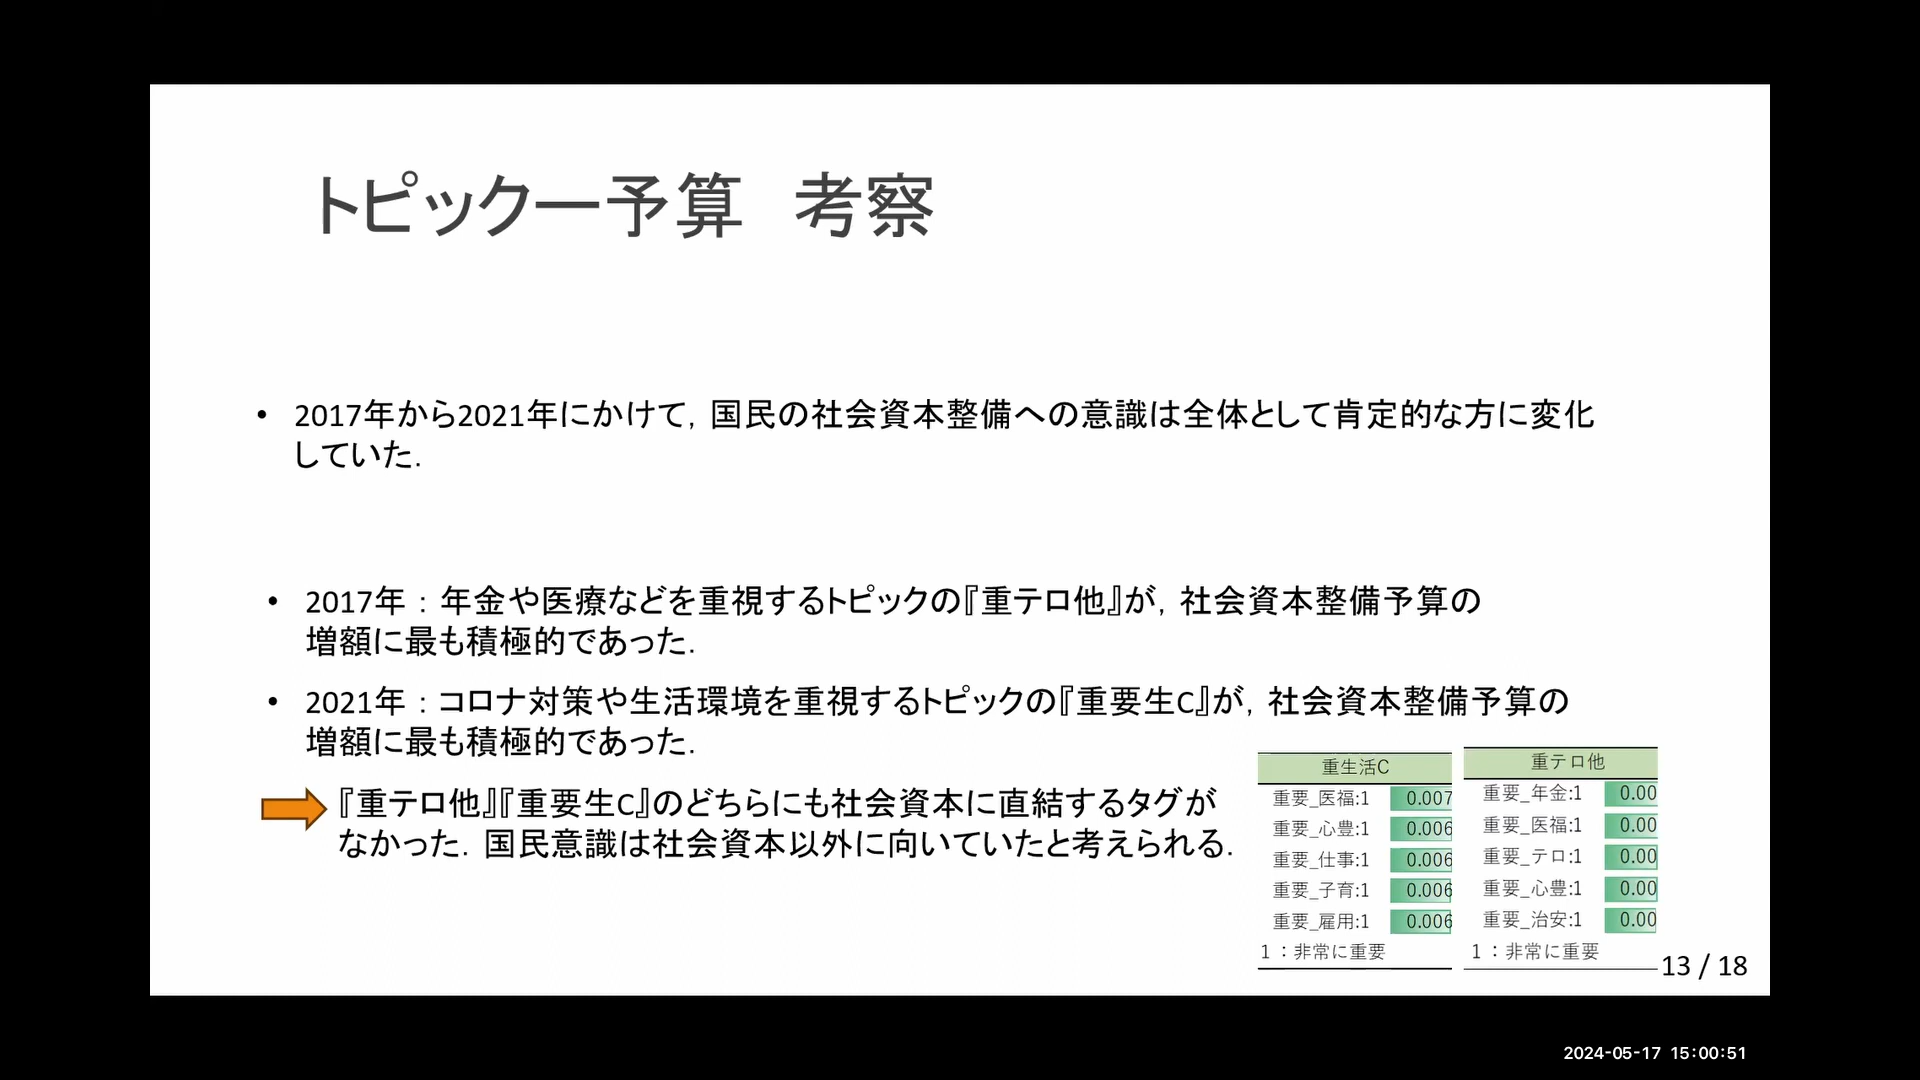 トピックー予算　考察
• 2017年から2021年にかけて，国民の社会資本整備への意識は全体として肯定的な方に変化
していた．
• 2017年：年金や医療などを重視するトピックの『重テロ他』が，社会資本整備予算の
増額に最も積極的であった．
• 2021年：コロナ対策や生活環境を重視するトピックの『重要生C』が，社会資本整備予算の
増額に最も積極的であった．
『重テロ他』『重要生C』のどちらにも社会資本に直結するタグが
なかった．国民意識は社会資本以外に向いていたと考えられる．
重生活C
重要_医福:1 0.007
重要_心豊:1 0.006
重要_仕事:1 0.006
重要_子育:1 0.006
重要_雇用:1 0.006
1：非常に重要
重テロ他
重要_年金:1 0.00
重要_医福:1 0.00
重要_テロ:1 0.00
重要_心豊:1 0.00
重要_治安:1 0.00
1：非常に重要
13 / 18
2024-05-17 15:00:51